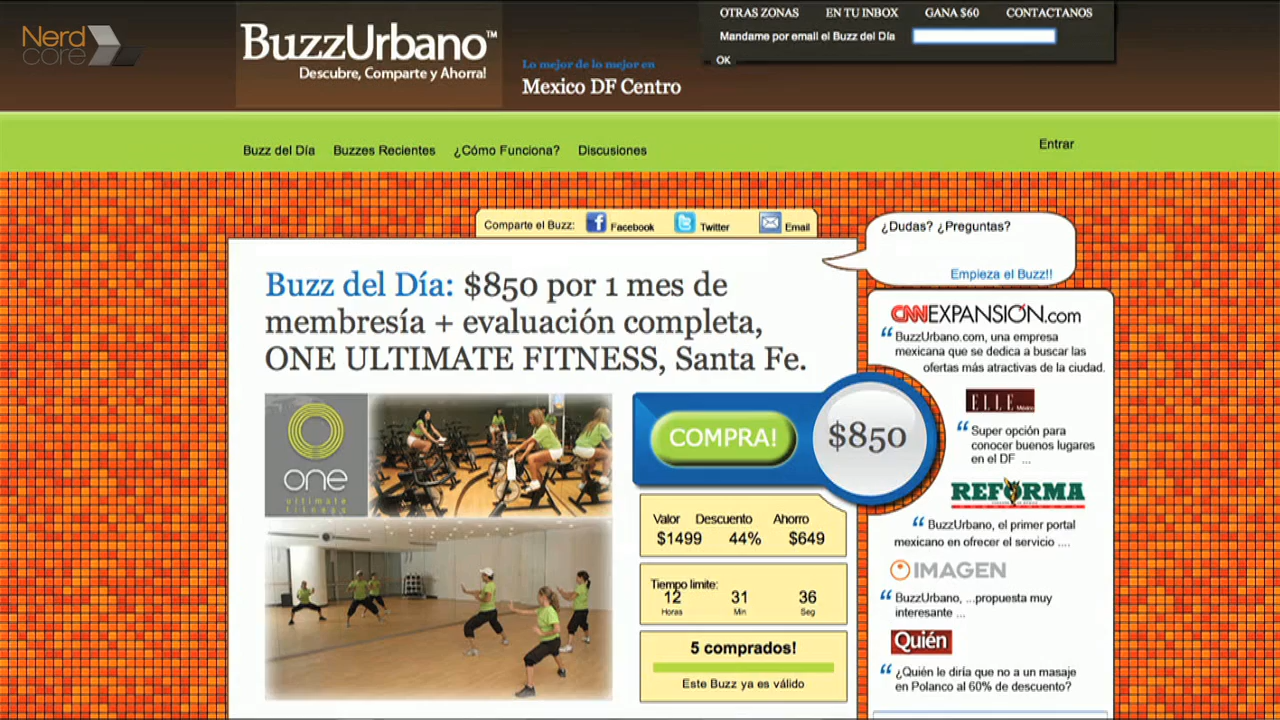 Nerd
core
BuzzUrbano™
Descubre, Comparte y Ahorra!
Lo mejor de lo mejor en
Mexico DF Centro
OTRAS ZONAS EN TU INBOX GANA $60 CONTACTANOS
Mandame por email el Buzz del Día
OK
Buzz del Día Buzzes Recientes ¿Cómo Funciona? Discusiones
Entrar
Comparte el Buzz: Facebook Twitter Email
¿Dudas? ¿Preguntas?
Empieza el Buzz!!
Buzz del Día: $850 por 1 mes de
membresía + evaluación completa,
ONE ULTIMATE FITNESS, Santa Fe.
one
ultimate
fitness
COMPRA!
$850
Valor Descuento Ahorro
$1499 44% $649
Tiempo limite:
12 31 36
Horas Min Seg
5 comprados!
Este Buzz ya es válido
CNNEXPANSIÓN.com
“ BuzzUrbano.com, una empresa
mexicana que se dedica a buscar las
ofertas más atractivas de la ciudad.
ELLE México
“ Super opción para
conocer buenos lugares
en el DF ...
REFORMA
“ BuzzUrbano, el primer portal
mexicano en ofrecer el servicio ....
IMAGEN
“ BuzzUrbano, ...propuesta muy
interesante ...
Quién
“ ¿Quién le diría que no a un masaje
en Polanco al 60% de descuento?